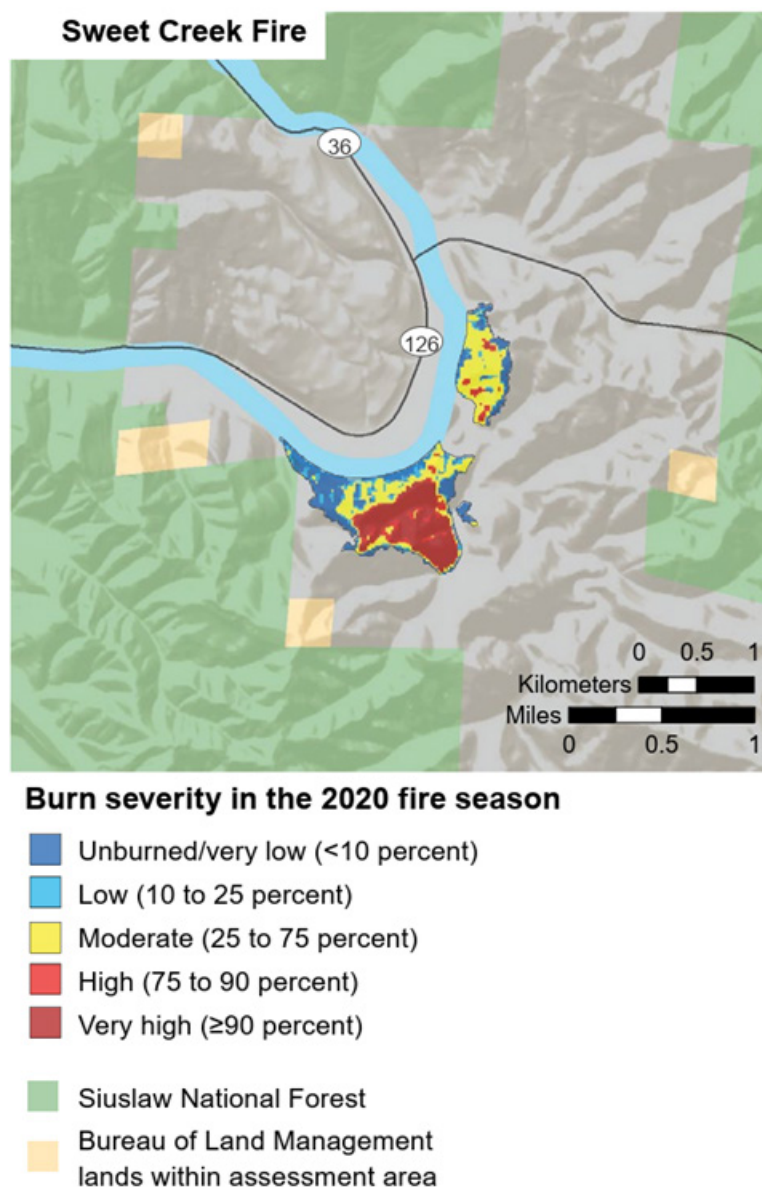 Sweet Creek Fire
36
126
0 0.5 1
Kilometers
Miles
0 0.5 1
Burn severity in the 2020 fire season
Unburned/very low (<10 percent)
Low (10 to 25 percent)
Moderate (25 to 75 percent)
High (75 to 90 percent)
Very high (≥90 percent)
Siuslaw National Forest
Bureau of Land Management
lands within assessment area